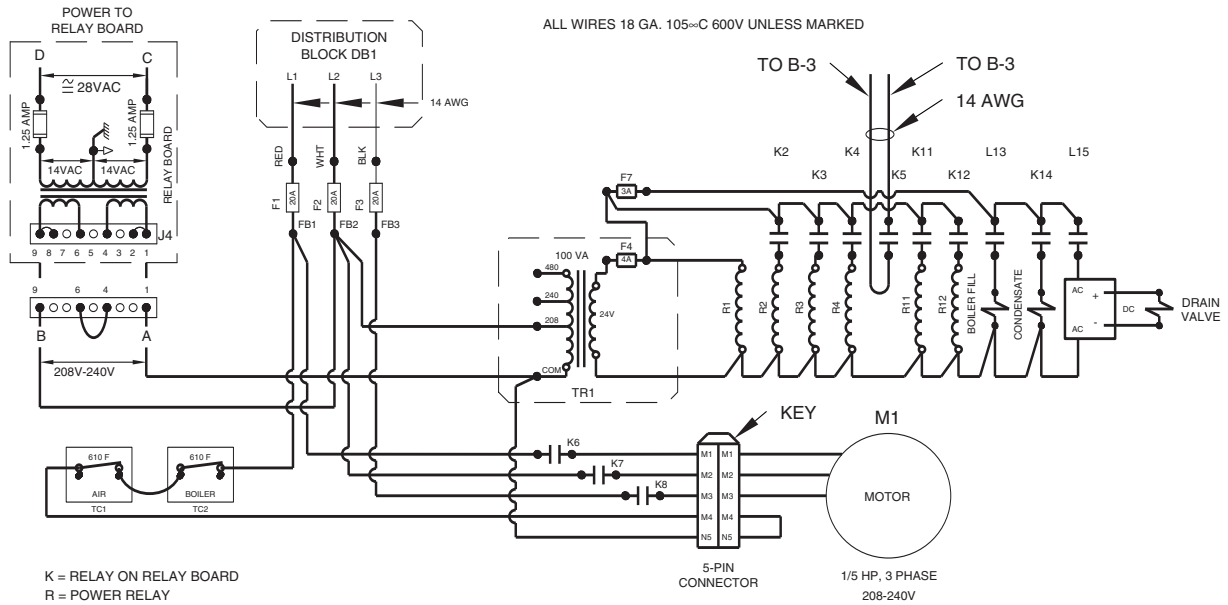 POWER TO
RELAY BOARD
D
C
≅ 28VAC
1.25 AMP
1.25 AMP
14VAC
14VAC
RELAY BOARD
J4
9 8 7 6 5 4 3 2 1
9 6 4 1
B
A
208V-240V
DISTRIBUTION
BLOCK DB1
L1
L2
L3
14 AWG
RED
WHT
BLK
F1
20A
F2
20A
F3
20A
FB1
FB2
FB3
ALL WIRES 18 GA. 105∞C 600V UNLESS MARKED
TO B-3
TO B-3
14 AWG
K2
K4
K11
L13
L15
K3
K5
K12
K14
F7
3A
F4
4A
100 VA
480
240
208
COM
24V
TR1
R1
R2
R3
R4
R11
R12
BOILER FILL
CONDENSATE
AC
+
AC
-
DC
DRAIN
VALVE
610 F
AIR
TC1
610 F
BOILER
TC2
K6
K7
K8
KEY
M1 M1
M2 M2
M3 M3
M4 M4
N5 N5
5-PIN
CONNECTOR
M1
MOTOR
1/5 HP, 3 PHASE
208-240V
K = RELAY ON RELAY BOARD
R = POWER RELAY